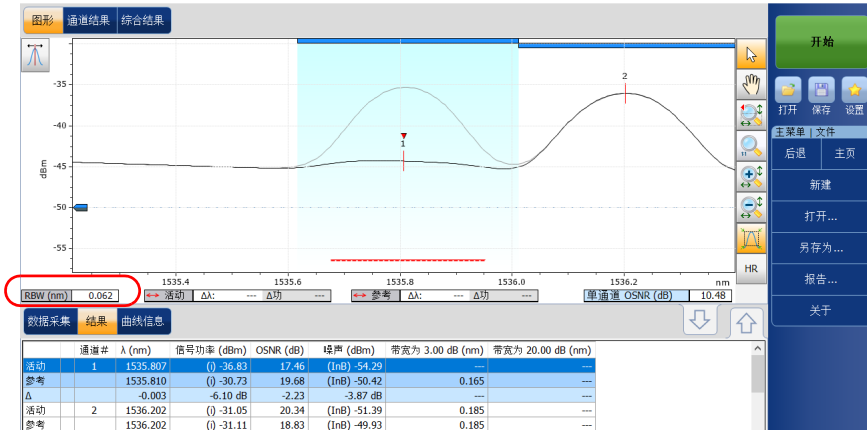 图形 通道结果 综合结果
开始
打开 保存 设置
主菜单 | 文件
后退 主页
新建
打开...
另存为...
报告...
关于
-35
-40
-45
-50
-55
dBm
1
2
1535.4 1535.6 1535.8 1536.0 1536.2 nm
HR
RBW (nm) 0.062 活动 Δλ: --- Δ功 --- 参考 Δλ: --- Δ功 --- 单通道 OSNR (dB) 10.48
数据采集 结果 曲线信息
通道# λ (nm) 信号功率 (dBm) OSNR (dB) 噪声 (dBm) 带宽为 3.00 dB (nm) 带宽为 20.00 dB (nm)
活动 1 1535.807 (i) -36.83 17.46 (InB) -54.29 --- ---
参考 1535.810 (i) -30.73 19.68 (InB) -50.42 0.165 ---
Δ -0.003 -6.10 dB -2.23 -3.87 dB --- ---
活动 2 1536.202 (i) -31.05 20.34 (InB) -51.39 0.185 ---
参考 1536.202 (i) -31.11 18.83 (InB) -49.93 0.185 ---